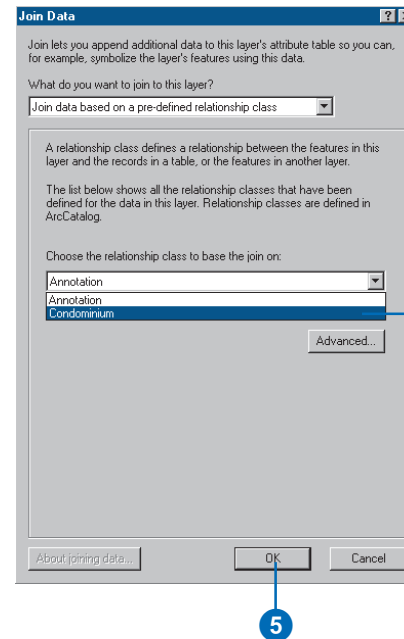 Join Data
Join lets you append additional data to this layer's attribute table so you can,
for example, symbolize the layer's features using this data.
What do you want to join to this layer?
Join data based on a pre-defined relationship class
A relationship class defines a relationship between the features in this
layer and the records in a table, or the features in another layer.
The list below shows all the relationship classes that have been
defined for the data in this layer. Relationship classes are defined in
ArcCatalog.
Choose the relationship class to base the join on:
Annotation
Annotation
Condominium
Advanced...
About joining data...
OK
Cancel
5